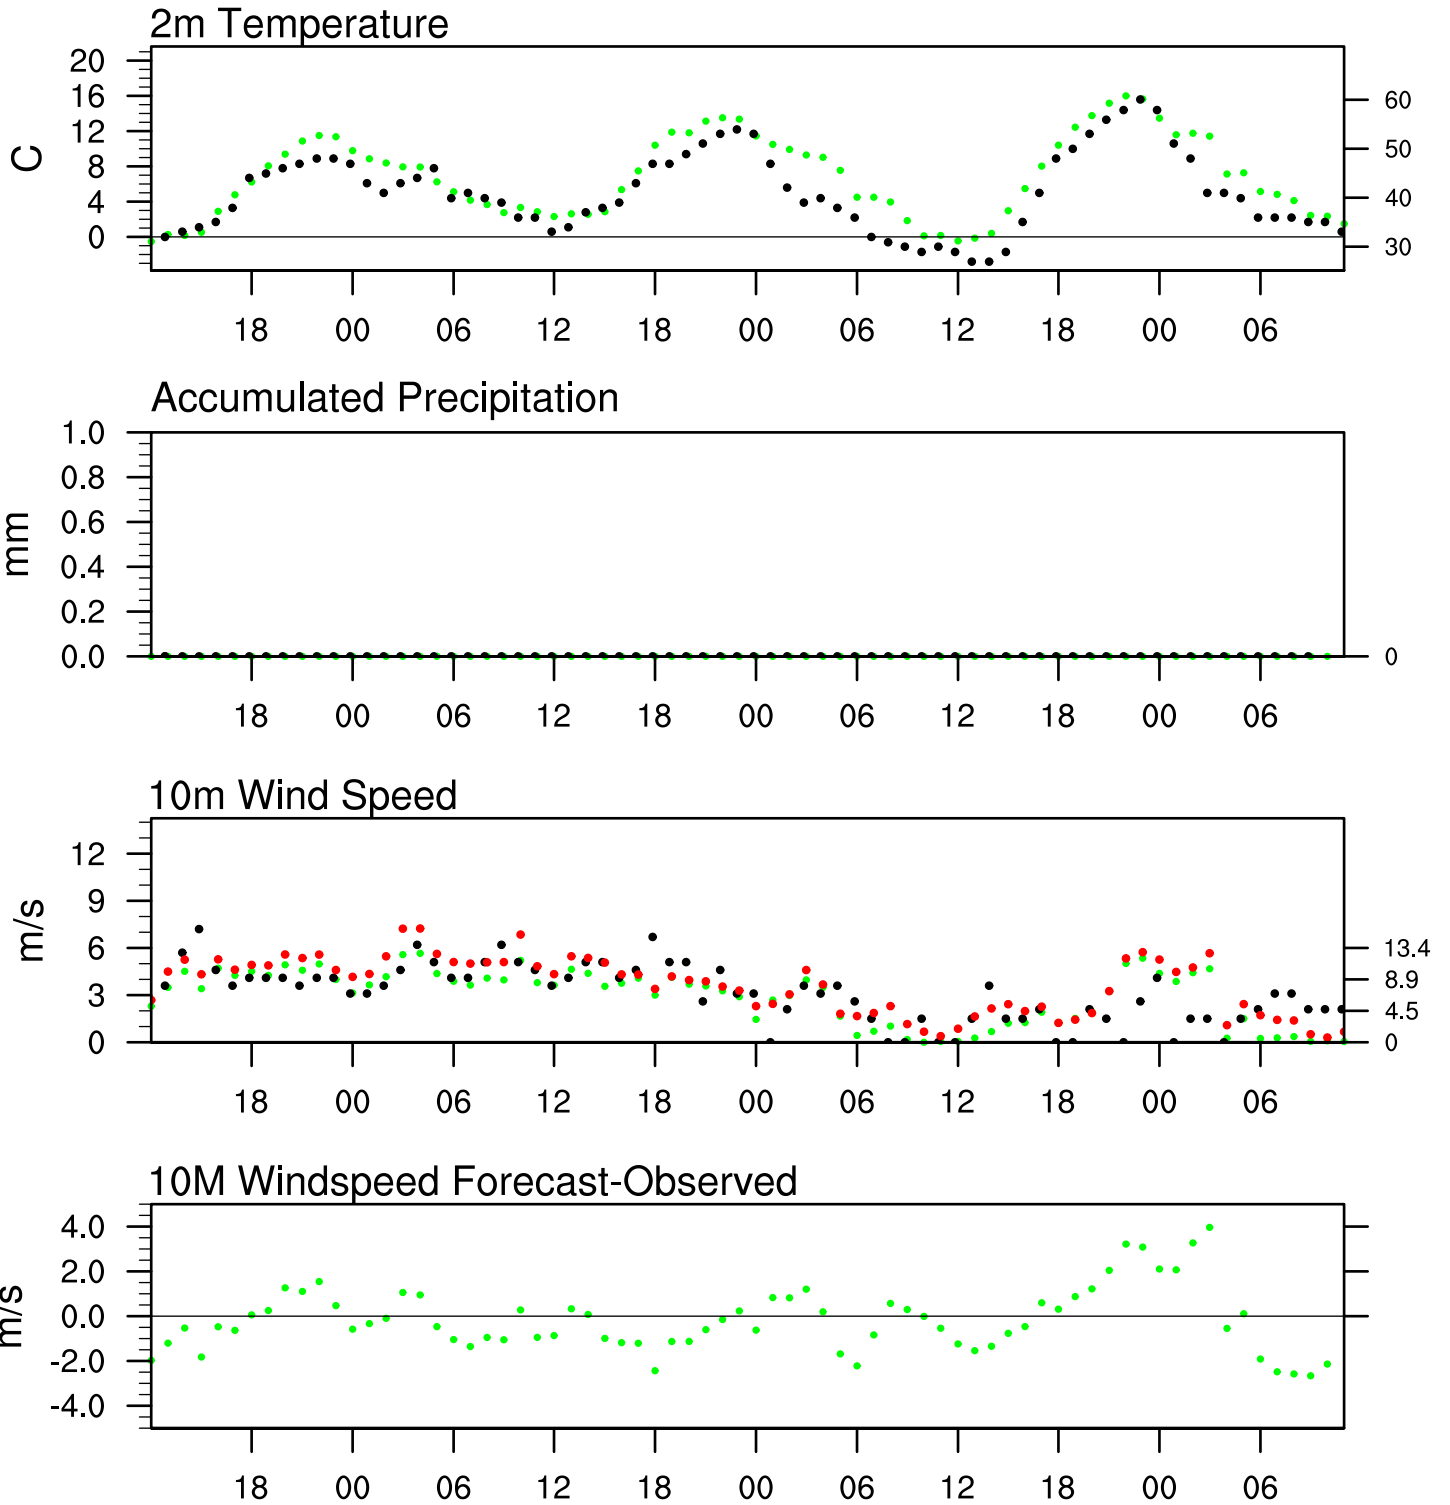 2m Temperature
20
16
12
8
4
0
C
60
50
40
30
18 00 06 12 18 00 06 12 18 00 06
Accumulated Precipitation
1.0
0.8
0.6
0.4
0.2
0.0
mm
0
18 00 06 12 18 00 06 12 18 00 06
10m Wind Speed
12
9
6
3
0
m/s
13.4
8.9
4.5
0
18 00 06 12 18 00 06 12 18 00 06
10M Windspeed Forecast-Observed
4.0
2.0
0.0
-2.0
-4.0
m/s
18 00 06 12 18 00 06 12 18 00 06